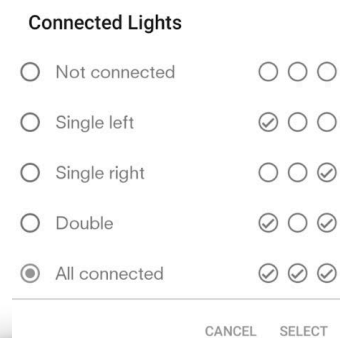 Connected Lights
Not connected
Single left
Single right
Double
All connected
CANCEL SELECT